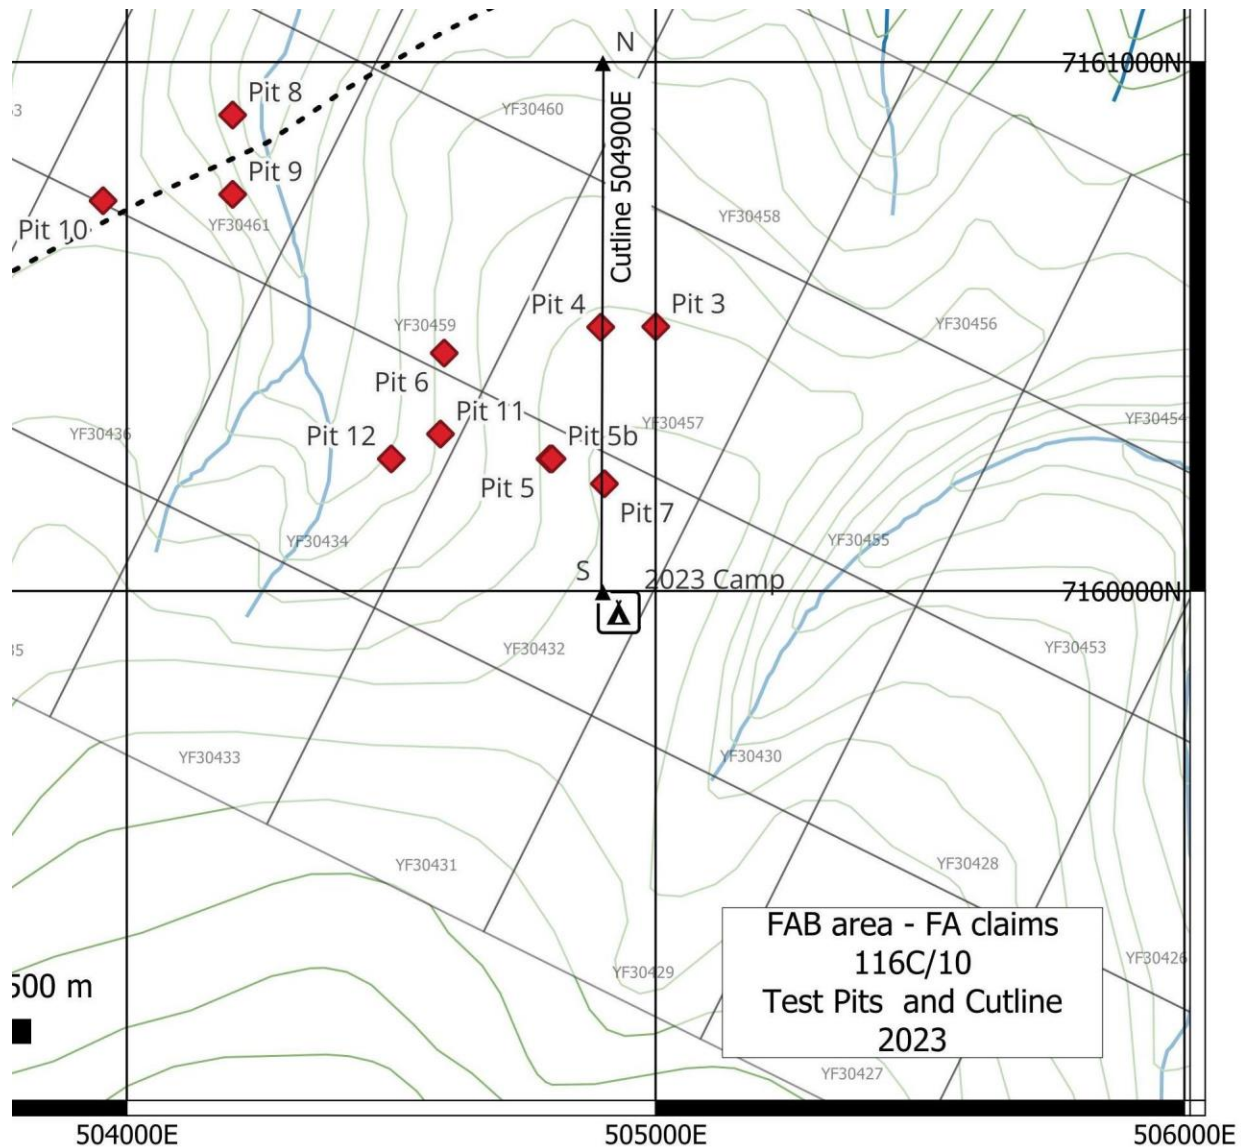 N
7161000N
Pit 8
3
YF30460
Cutline 504900E
Pit 9
YF30461
Pit 10
YF30458
Pit 4
Pit 3
YF30459
YF30456
Pit 6
Pit 11
YF30457
YF30454
Pit 12
Pit 5b
YF30436
Pit 5
Pit 7
YF30434
YF30455
S
2023 Camp
7160000N
35
YF30432
YF30453
YF30433
YF30430
YF30431
YF30428
FAB area - FA claims
116C/10
Test Pits and Cutline
2023
YF30426
YF30429
500 m
YF30427
504000E
505000E
506000E